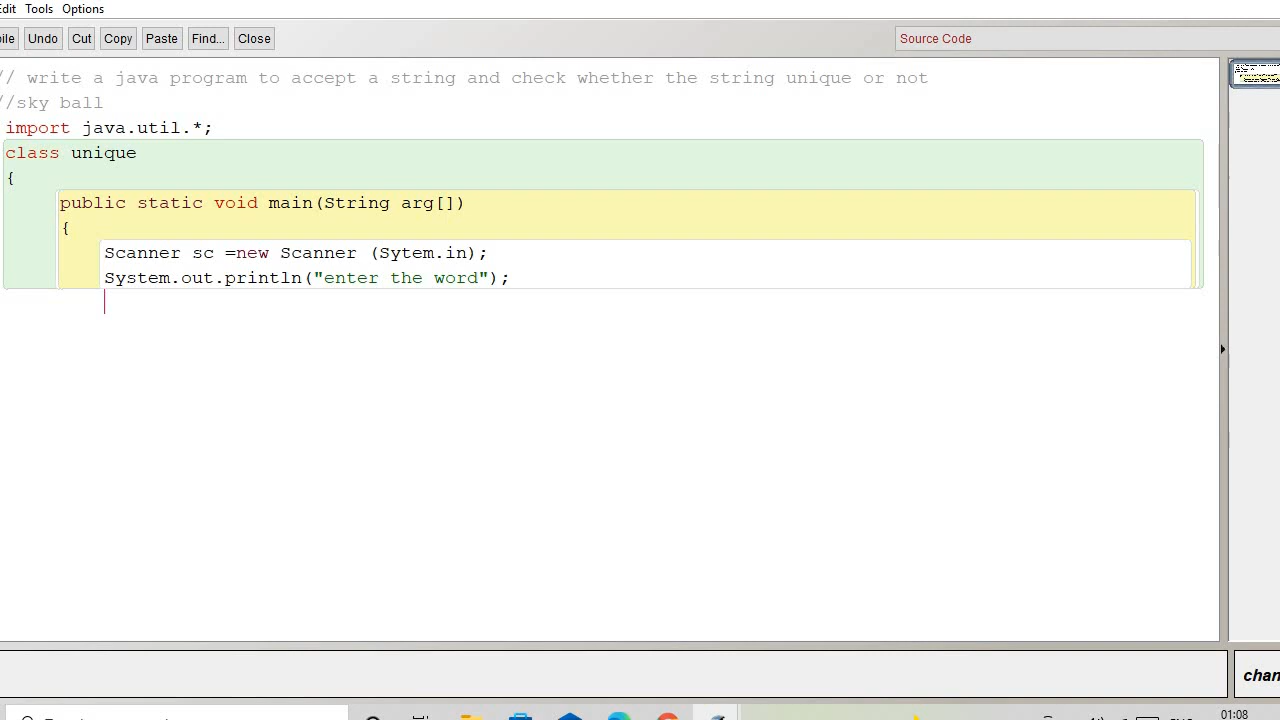 Edit Tools Options
Undo Cut Copy Paste Find... Close Source Code
// write a java program to accept a string and check whether the string unique or not
//sky ball
import java.util.*;
class unique
{
public static void main(String arg[])
{
Scanner sc =new Scanner (Sytem.in);
System.out.println("enter the word");
01:08